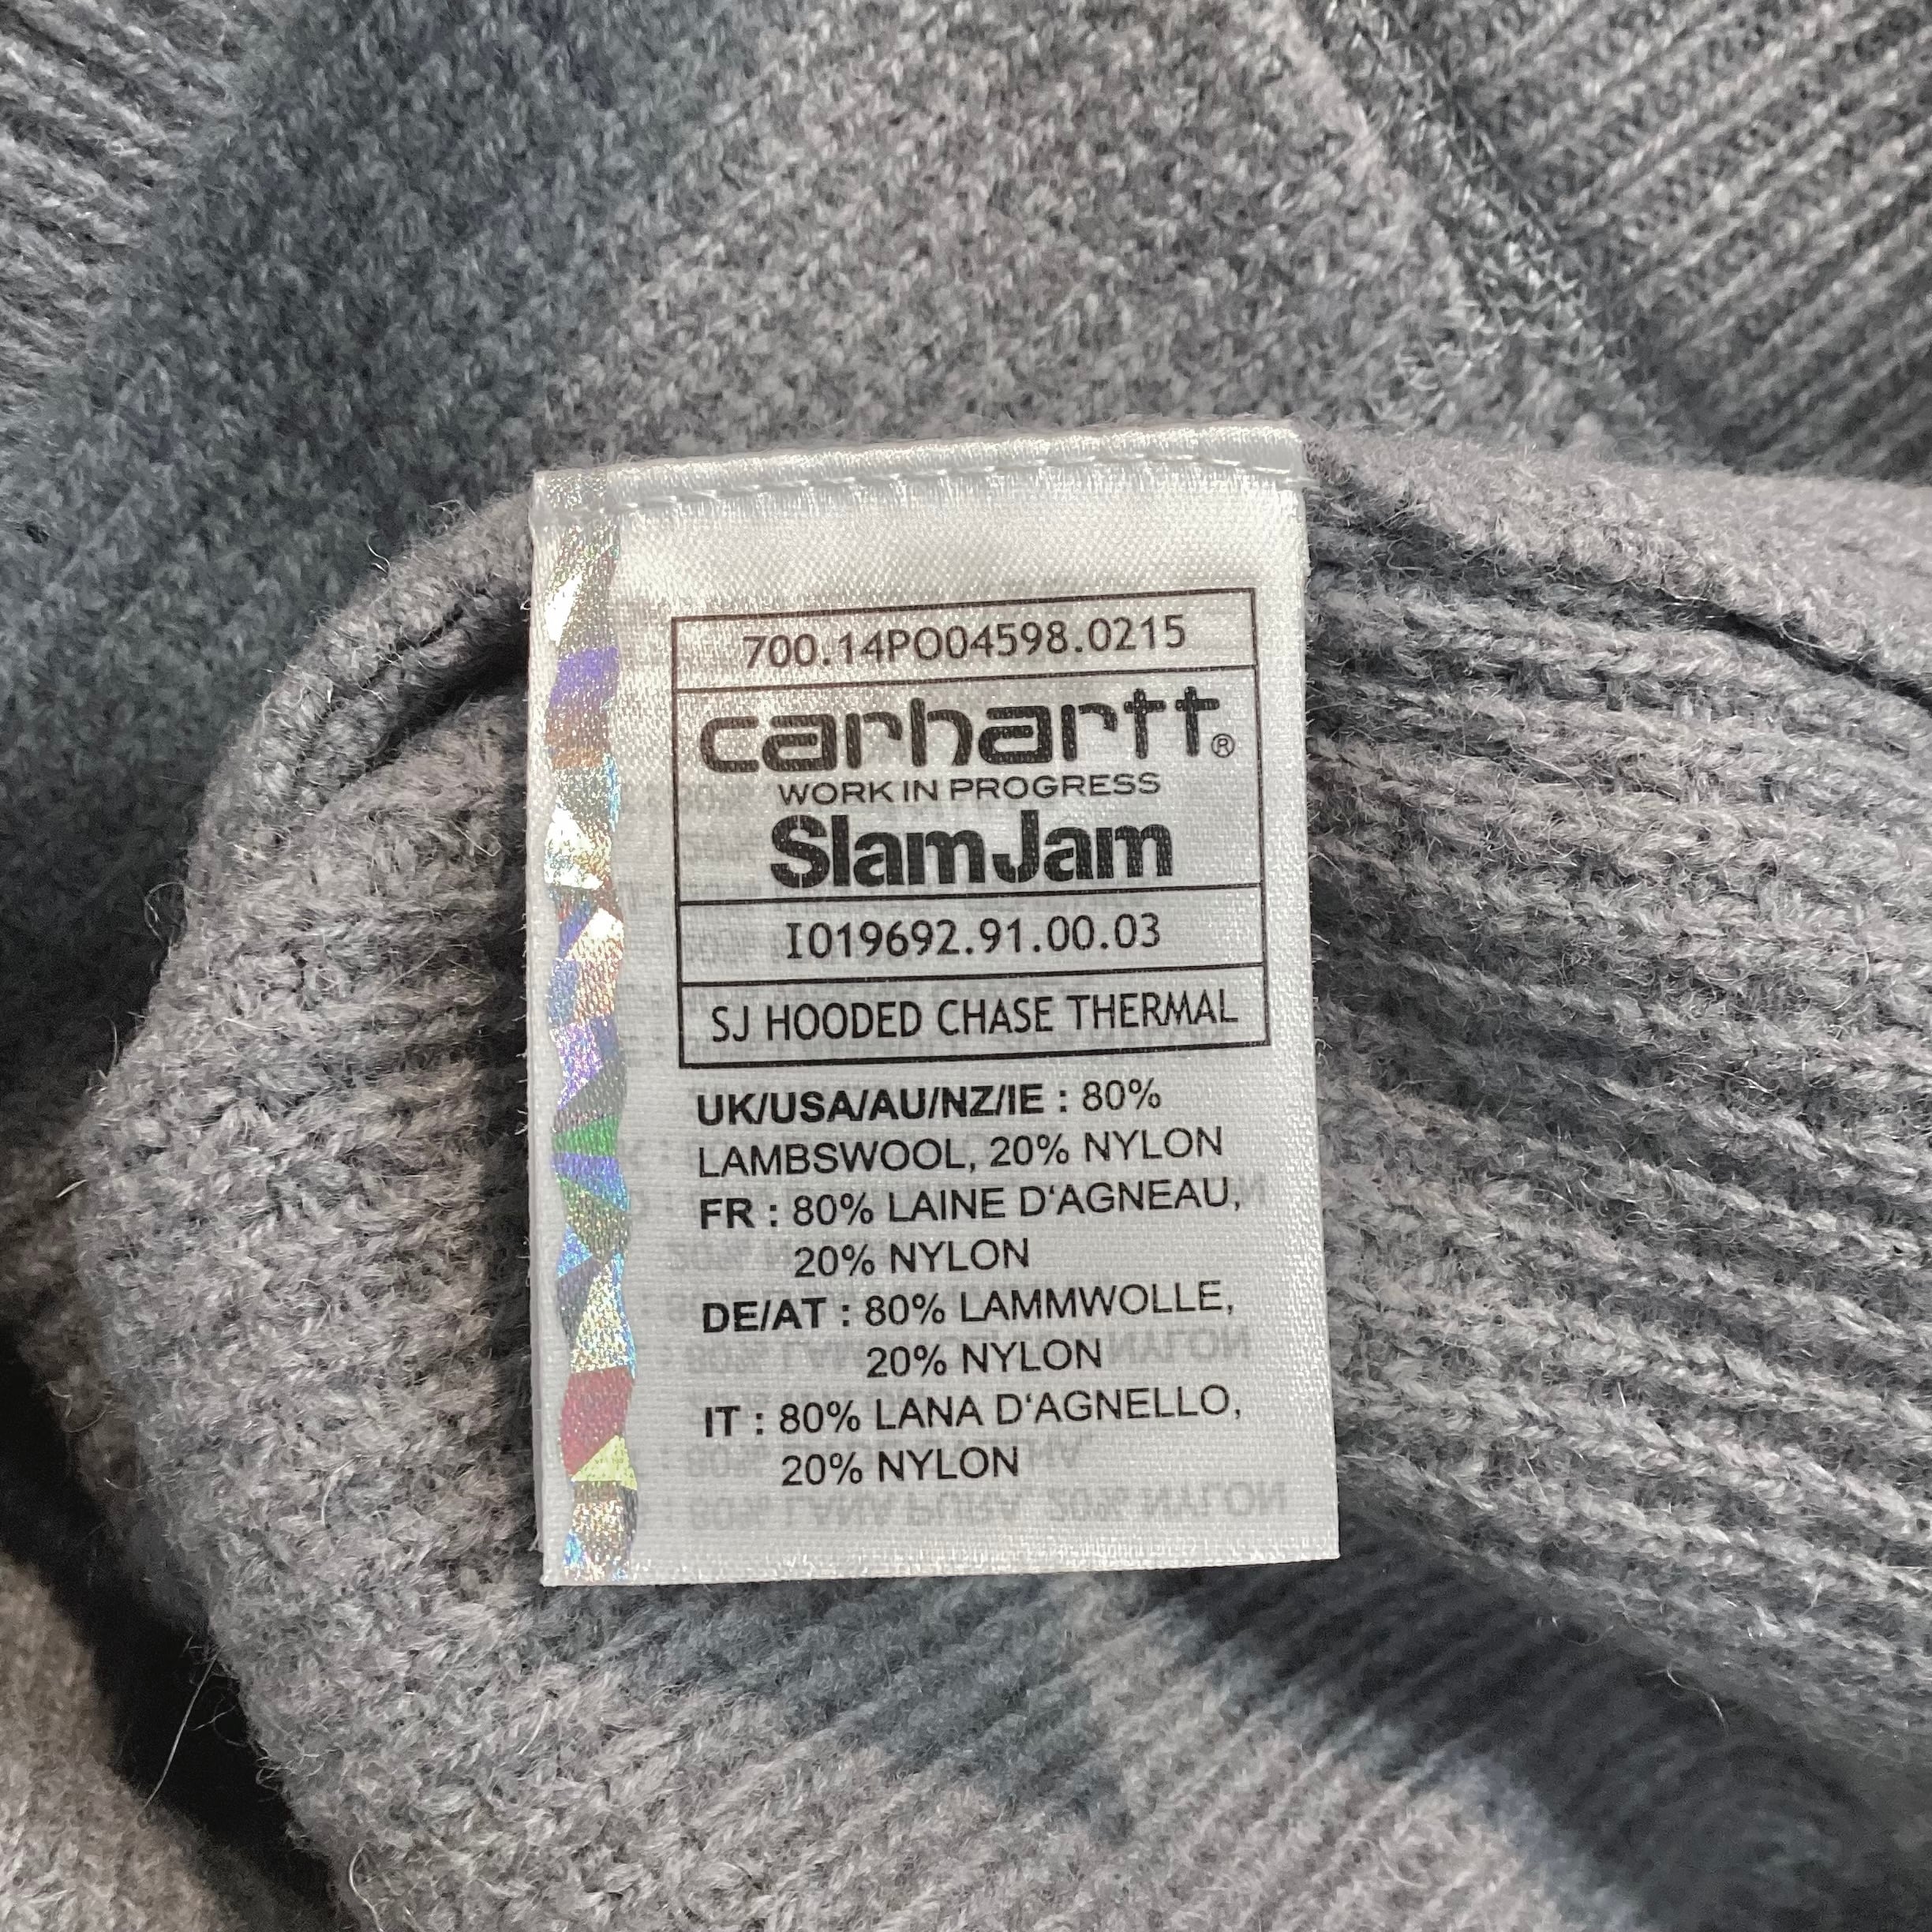 700.14PO04598.0215
carhartt®
WORK IN PROGRESS
SlamJam
I019692.91.00.03
SJ HOODED CHASE THERMAL
UK/USA/AU/NZ/IE : 80%
LAMBSWOOL, 20% NYLON
FR : 80% LAINE D‘AGNEAU,
20% NYLON
DE/AT : 80% LAMMWOLLE,
20% NYLON
IT : 80% LANA D‘AGNELLO,
20% NYLON